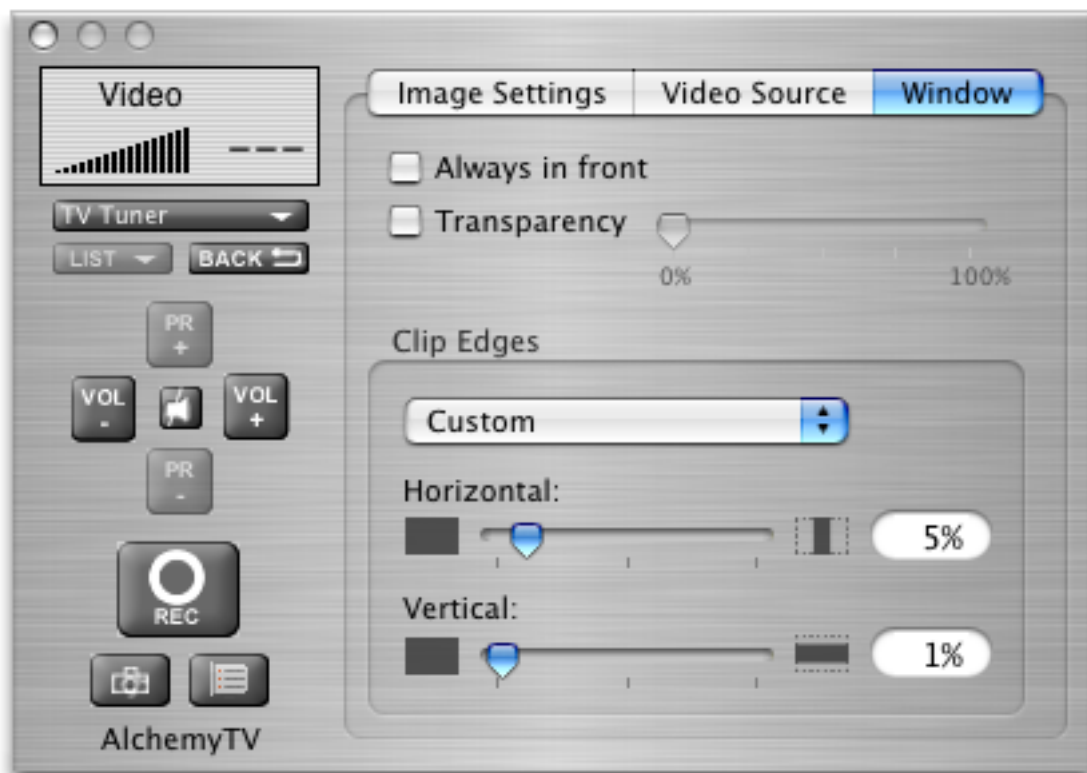 Video
---
TV Tuner
LIST
BACK
PR
+
VOL
-
VOL
+
PR
-
REC
AlchemyTV
Image Settings
Video Source
Window
Always in front
Transparency
0%
100%
Clip Edges
Custom
Horizontal:
5%
Vertical:
1%